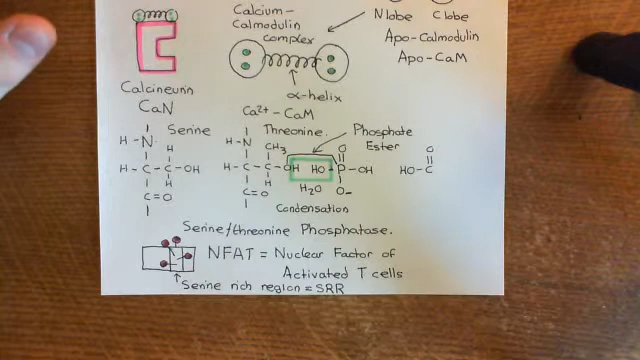 Calcium-
Calmodulin
complex
N lobe C lobe
Apo-Calmodulin
Apo-CaM
Calcineurin
CaN
α-helix
Ca2+-CaM
Serine
Threonine
Phosphate
Ester
H-N
H
H-C-C-OH
H
C=O
H-N
CH3
H-C-C-OH HO-P-OH
H
O
O-
H2O
C=O
O
HO-C
Condensation
Serine/threonine Phosphatase.
NFAT = Nuclear Factor of
Activated T cells
Serine rich region = SRR